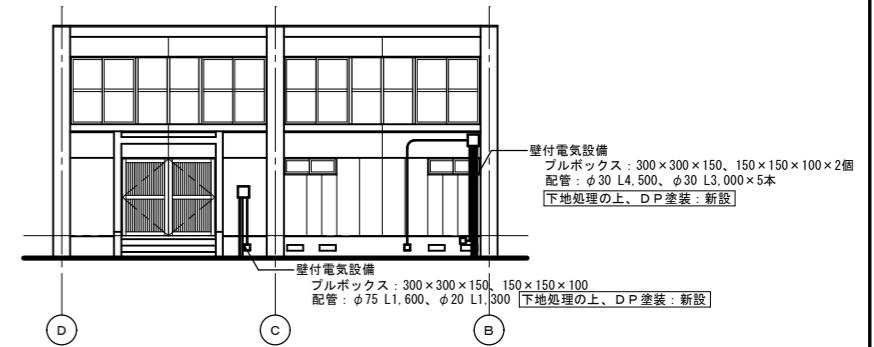 壁付電気設備
プルボックス：300×300×150、150×150×100×2個
配管：φ30 L4,500、φ30 L3,000×5本
下地処理の上、ＤＰ塗装：新設
壁付電気設備
プルボックス：300×300×150、150×150×100
配管：φ75 L1,600、φ20 L1,300 下地処理の上、ＤＰ塗装：新設
D C B